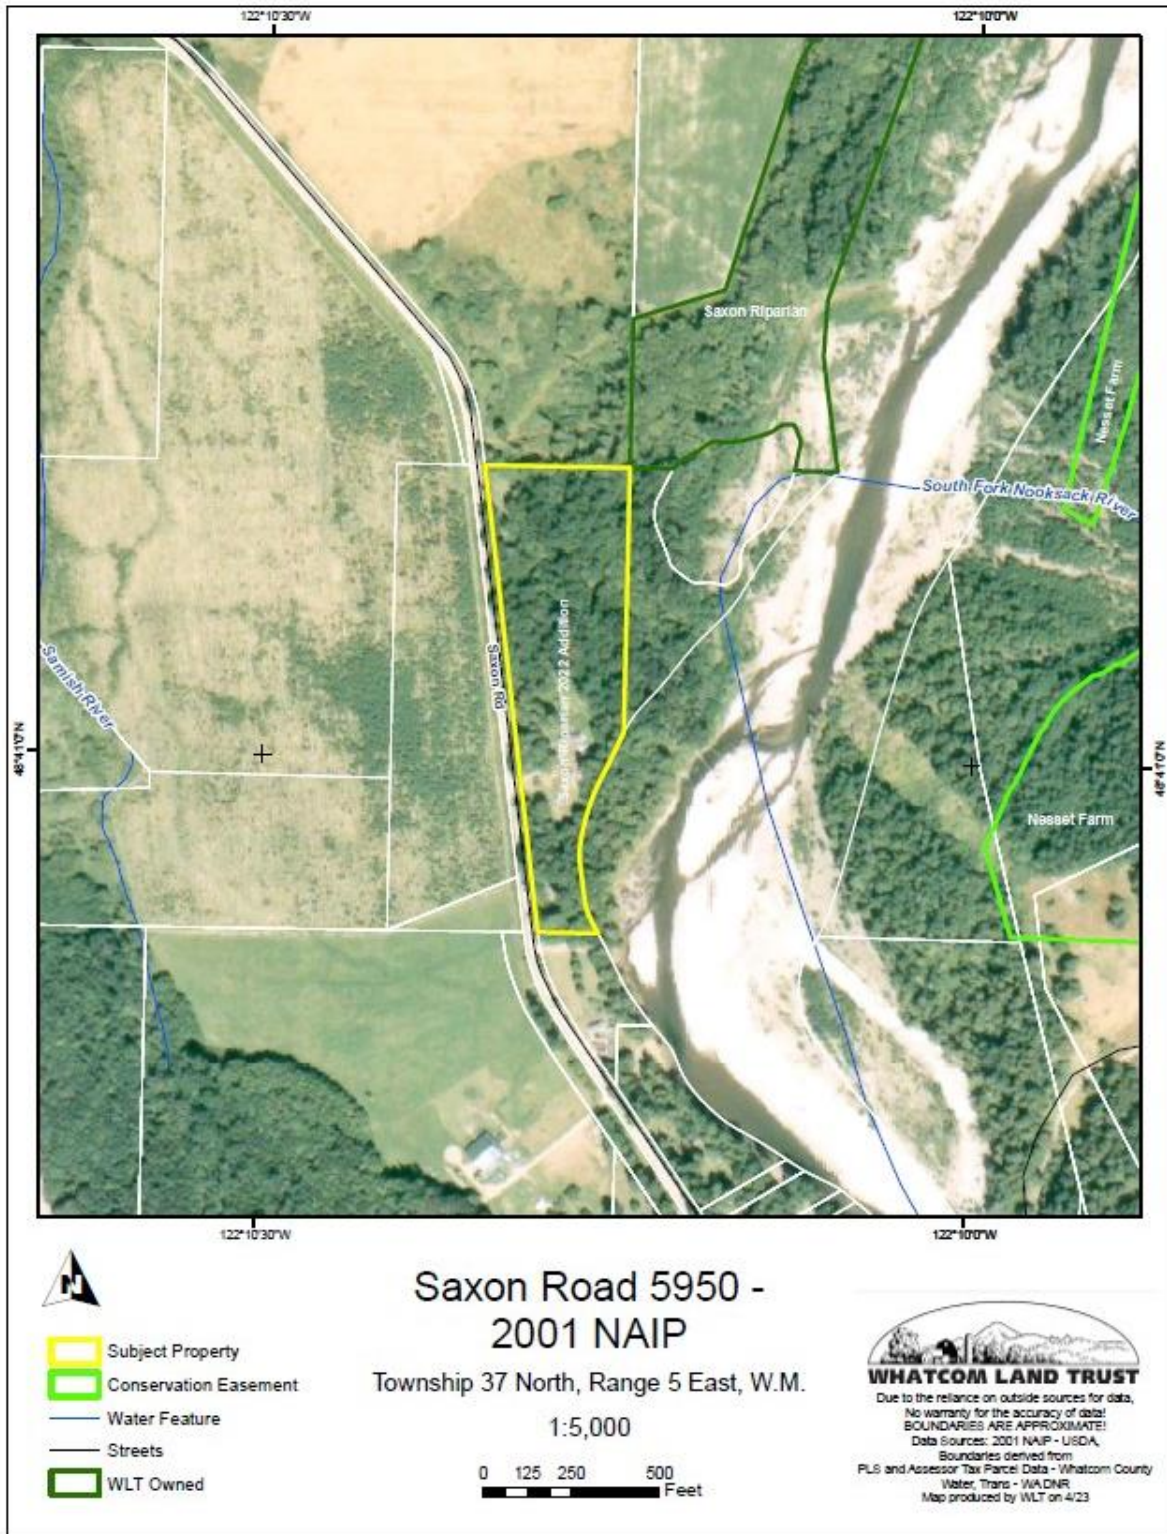 122°10'30"W
122°10'0"W
Saxon Riparian
Nesset Farm
South Fork Nooksack River
Saxon Riparian 2022 Addition
Saxon Rd
Samish River
48°41'0"N
48°41'0"N
Nesset Farm
122°10'30"W
122°10'0"W
N
Saxon Road 5950 -
2001 NAIP
Township 37 North, Range 5 East, W.M.
1:5,000
0 125 250 500
Feet
Subject Property
Conservation Easement
Water Feature
Streets
WLT Owned
WHATCOM LAND TRUST
Due to the reliance on outside sources for data,
No warranty for the accuracy of data!
BOUNDARIES ARE APPROXIMATE!
Data Sources: 2001 NAIP - USDA,
Boundaries derived from
PLS and Assessor Tax Parcel Data - Whatcom County
Water, Trans - WA DNR
Map produced by WLT on 4/23